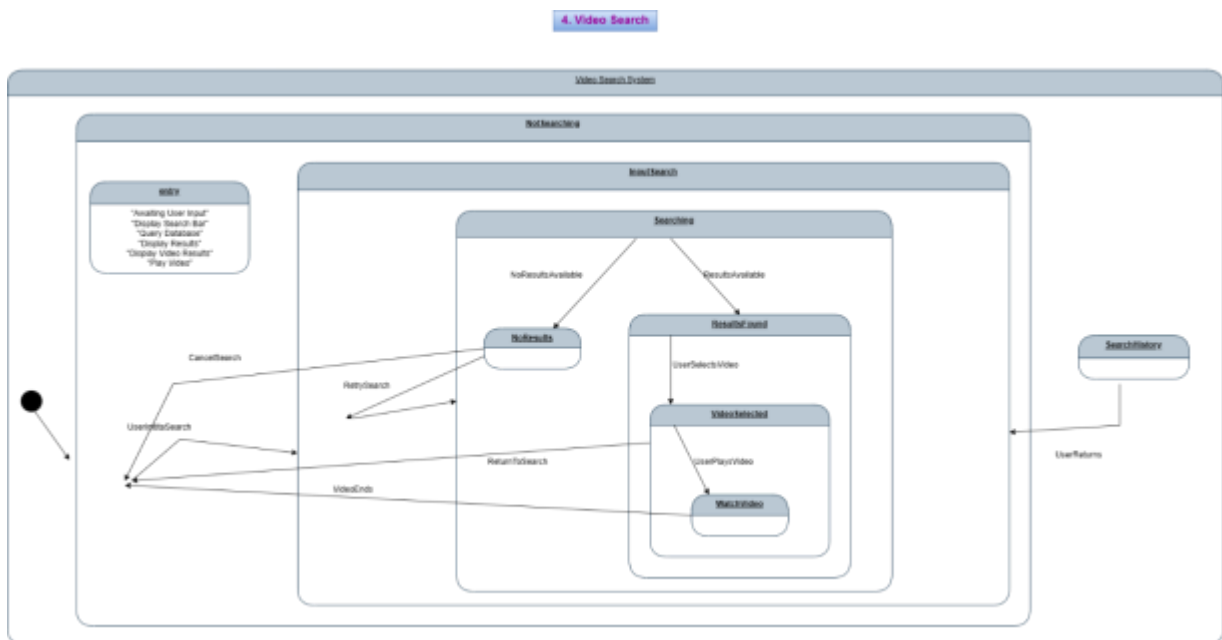 4. Video Search
Video Search System
NotSearching
InputSearch
entry
"Awaiting User Input"
"Display Search Bar"
"Query Database"
"Display Results"
"Display Video Results"
"Play Video"
Searching
NoResultsAvailable
ResultsAvailable
ResultsFound
NoResults
SearchHistory
CancelSearch
UserSelectsVideo
RetrySearch
VideoSelected
UserInitsSearch
ReturnToSearch
UserPlaysVideo
UserReturns
VideoEnds
WatchVideo